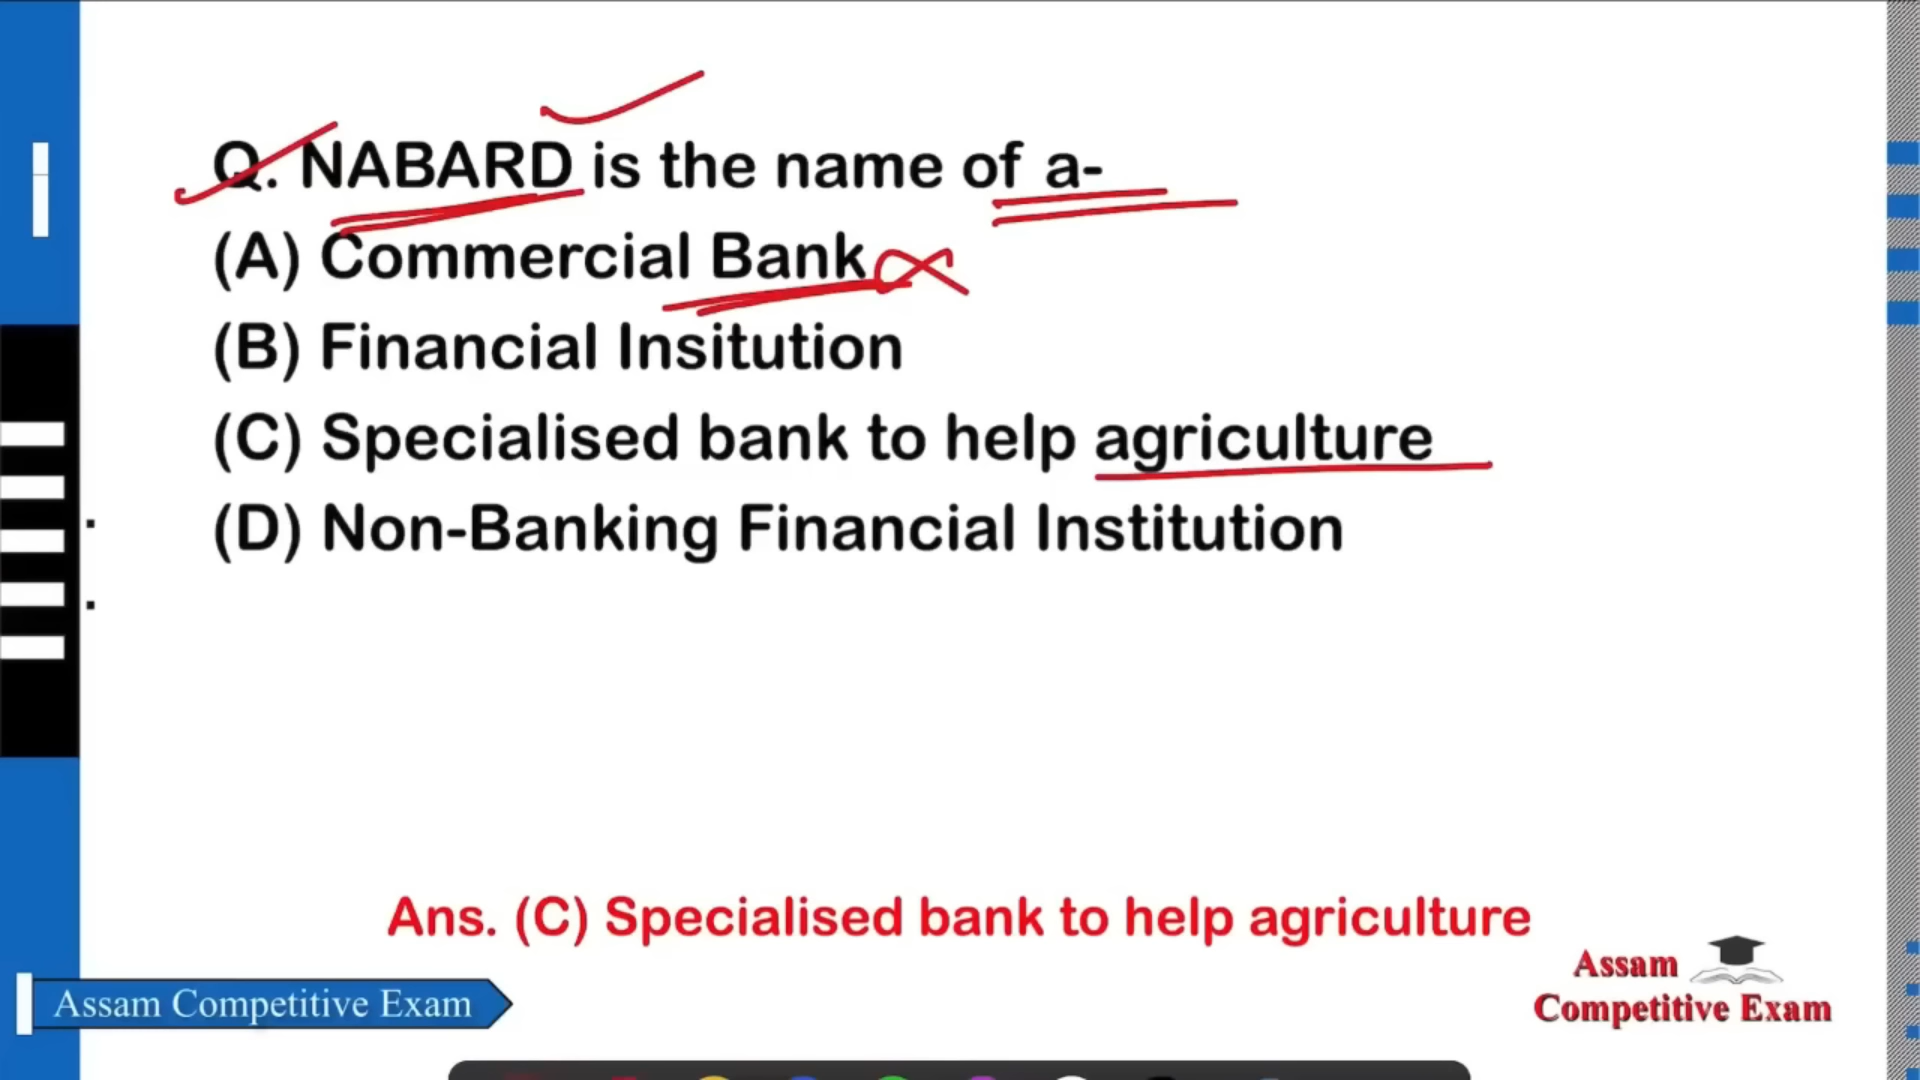 Q. NABARD is the name of a-
(A) Commercial Bank
(B) Financial Insitution
(C) Specialised bank to help agriculture
(D) Non-Banking Financial Institution
Ans. (C) Specialised bank to help agriculture
Assam Competitive Exam
Assam
Competitive Exam